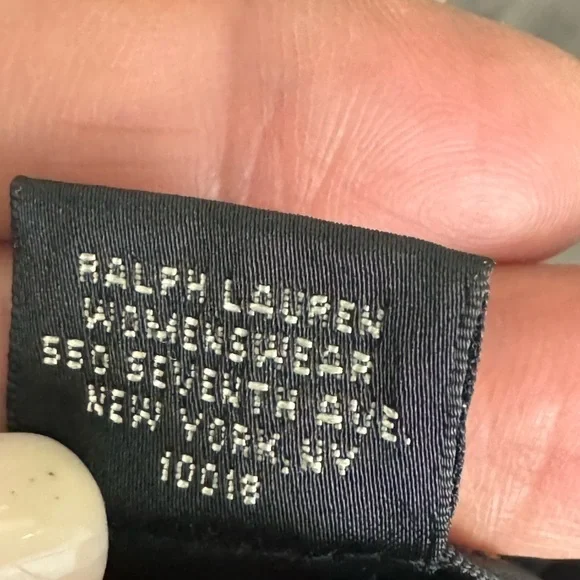 RALPH LAUREN
WOMENSWEAR
550 SEVENTH AVE.
NEW YORK, NY
10018